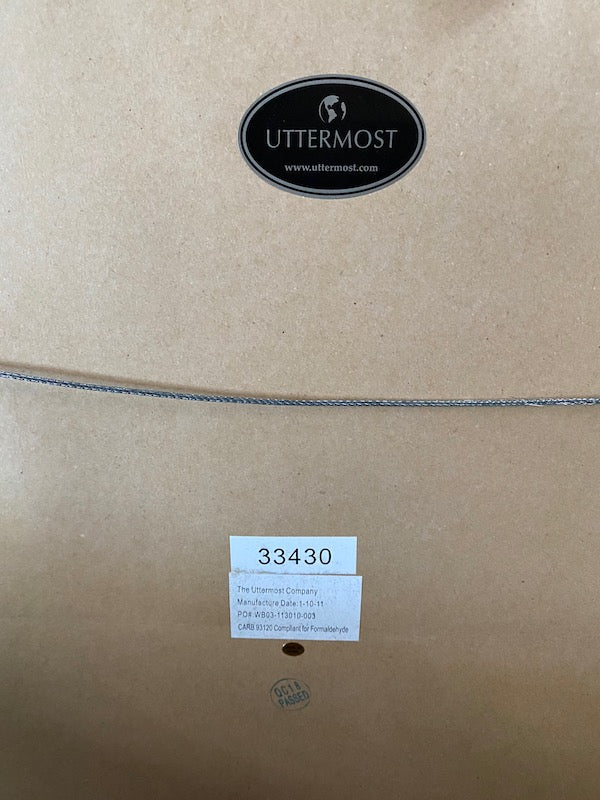 UTTERMOST
www.uttermost.com
33430
The Uttermost Company
Manufacture Date:1-10-11
PO#:WB03-113010-003
CARB 93120 Compliant for Formaldehyde
QC18
PASSED